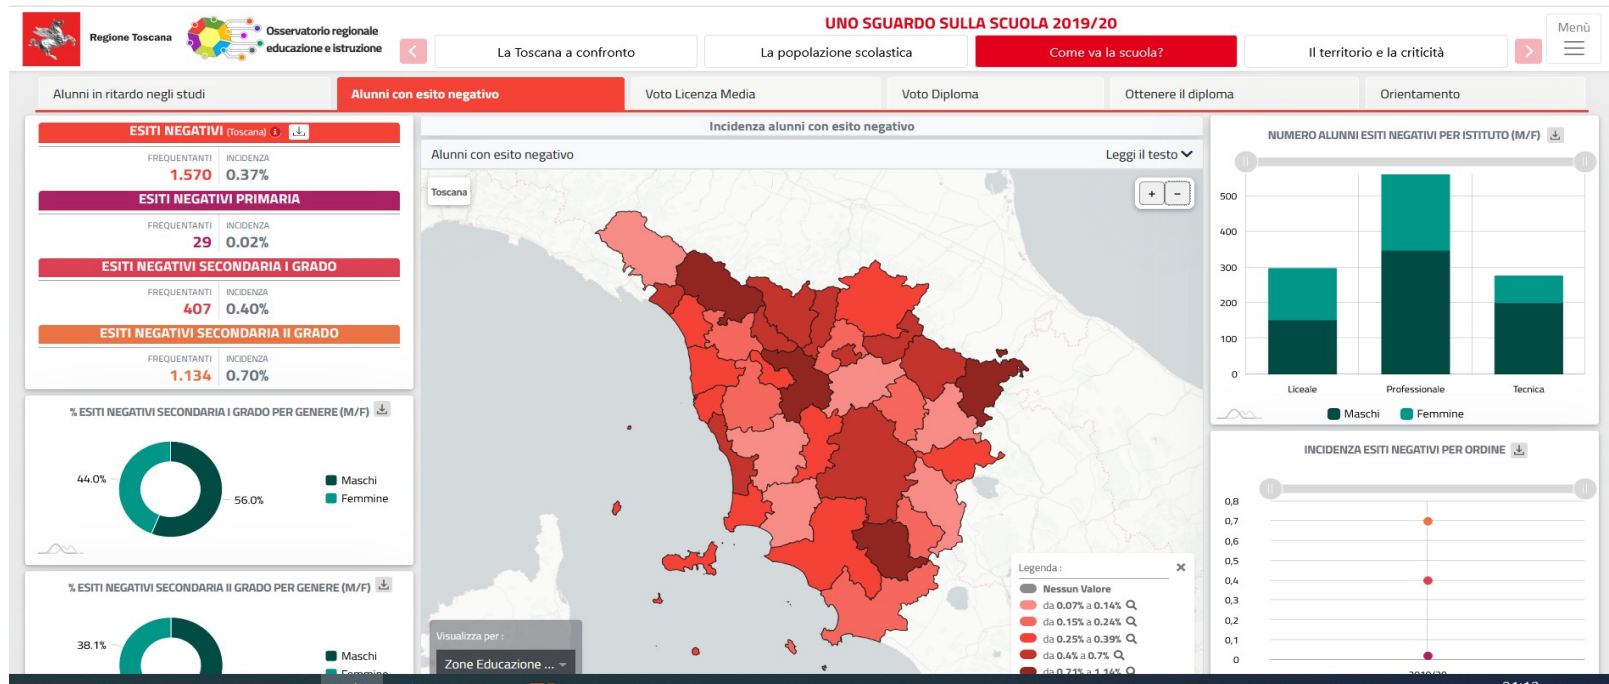 Regione Toscana
Osservatorio regionale
educazione e istruzione
UNO SGUARDO SULLA SCUOLA 2019/20
La Toscana a confronto
La popolazione scolastica
Come va la scuola?
Il territorio e la criticità
Menù
Alunni in ritardo negli studi
Alunni con esito negativo
Voto Licenza Media
Voto Diploma
Ottenere il diploma
Orientamento
ESITI NEGATIVI (Toscana)
FREQUENTANTI INCIDENZA
1.570 0.37%
ESITI NEGATIVI PRIMARIA
FREQUENTANTI INCIDENZA
29 0.02%
ESITI NEGATIVI SECONDARIA I GRADO
FREQUENTANTI INCIDENZA
407 0.40%
ESITI NEGATIVI SECONDARIA II GRADO
FREQUENTANTI INCIDENZA
1.134 0.70%
% ESITI NEGATIVI SECONDARIA I GRADO PER GENERE (M/F)
44.0%
56.0%
Maschi
Femmine
% ESITI NEGATIVI SECONDARIA II GRADO PER GENERE (M/F)
38.1%
Maschi
Femmine
Incidenza alunni con esito negativo
Alunni con esito negativo
Leggi il testo
Toscana
+ -
Visualizza per :
Zone Educazione ...
Legenda :
Nessun Valore
da 0.07% a 0.14%
da 0.15% a 0.24%
da 0.25% a 0.39%
da 0.4% a 0.7%
da 0.71% a 1.14%
NUMERO ALUNNI ESITI NEGATIVI PER ISTITUTO (M/F)
500
400
300
200
100
0
Liceale
Professionale
Tecnica
Maschi
Femmine
INCIDENZA ESITI NEGATIVI PER ORDINE
0,8
0,7
0,6
0,5
0,4
0,3
0,2
0,1
0
2019/20